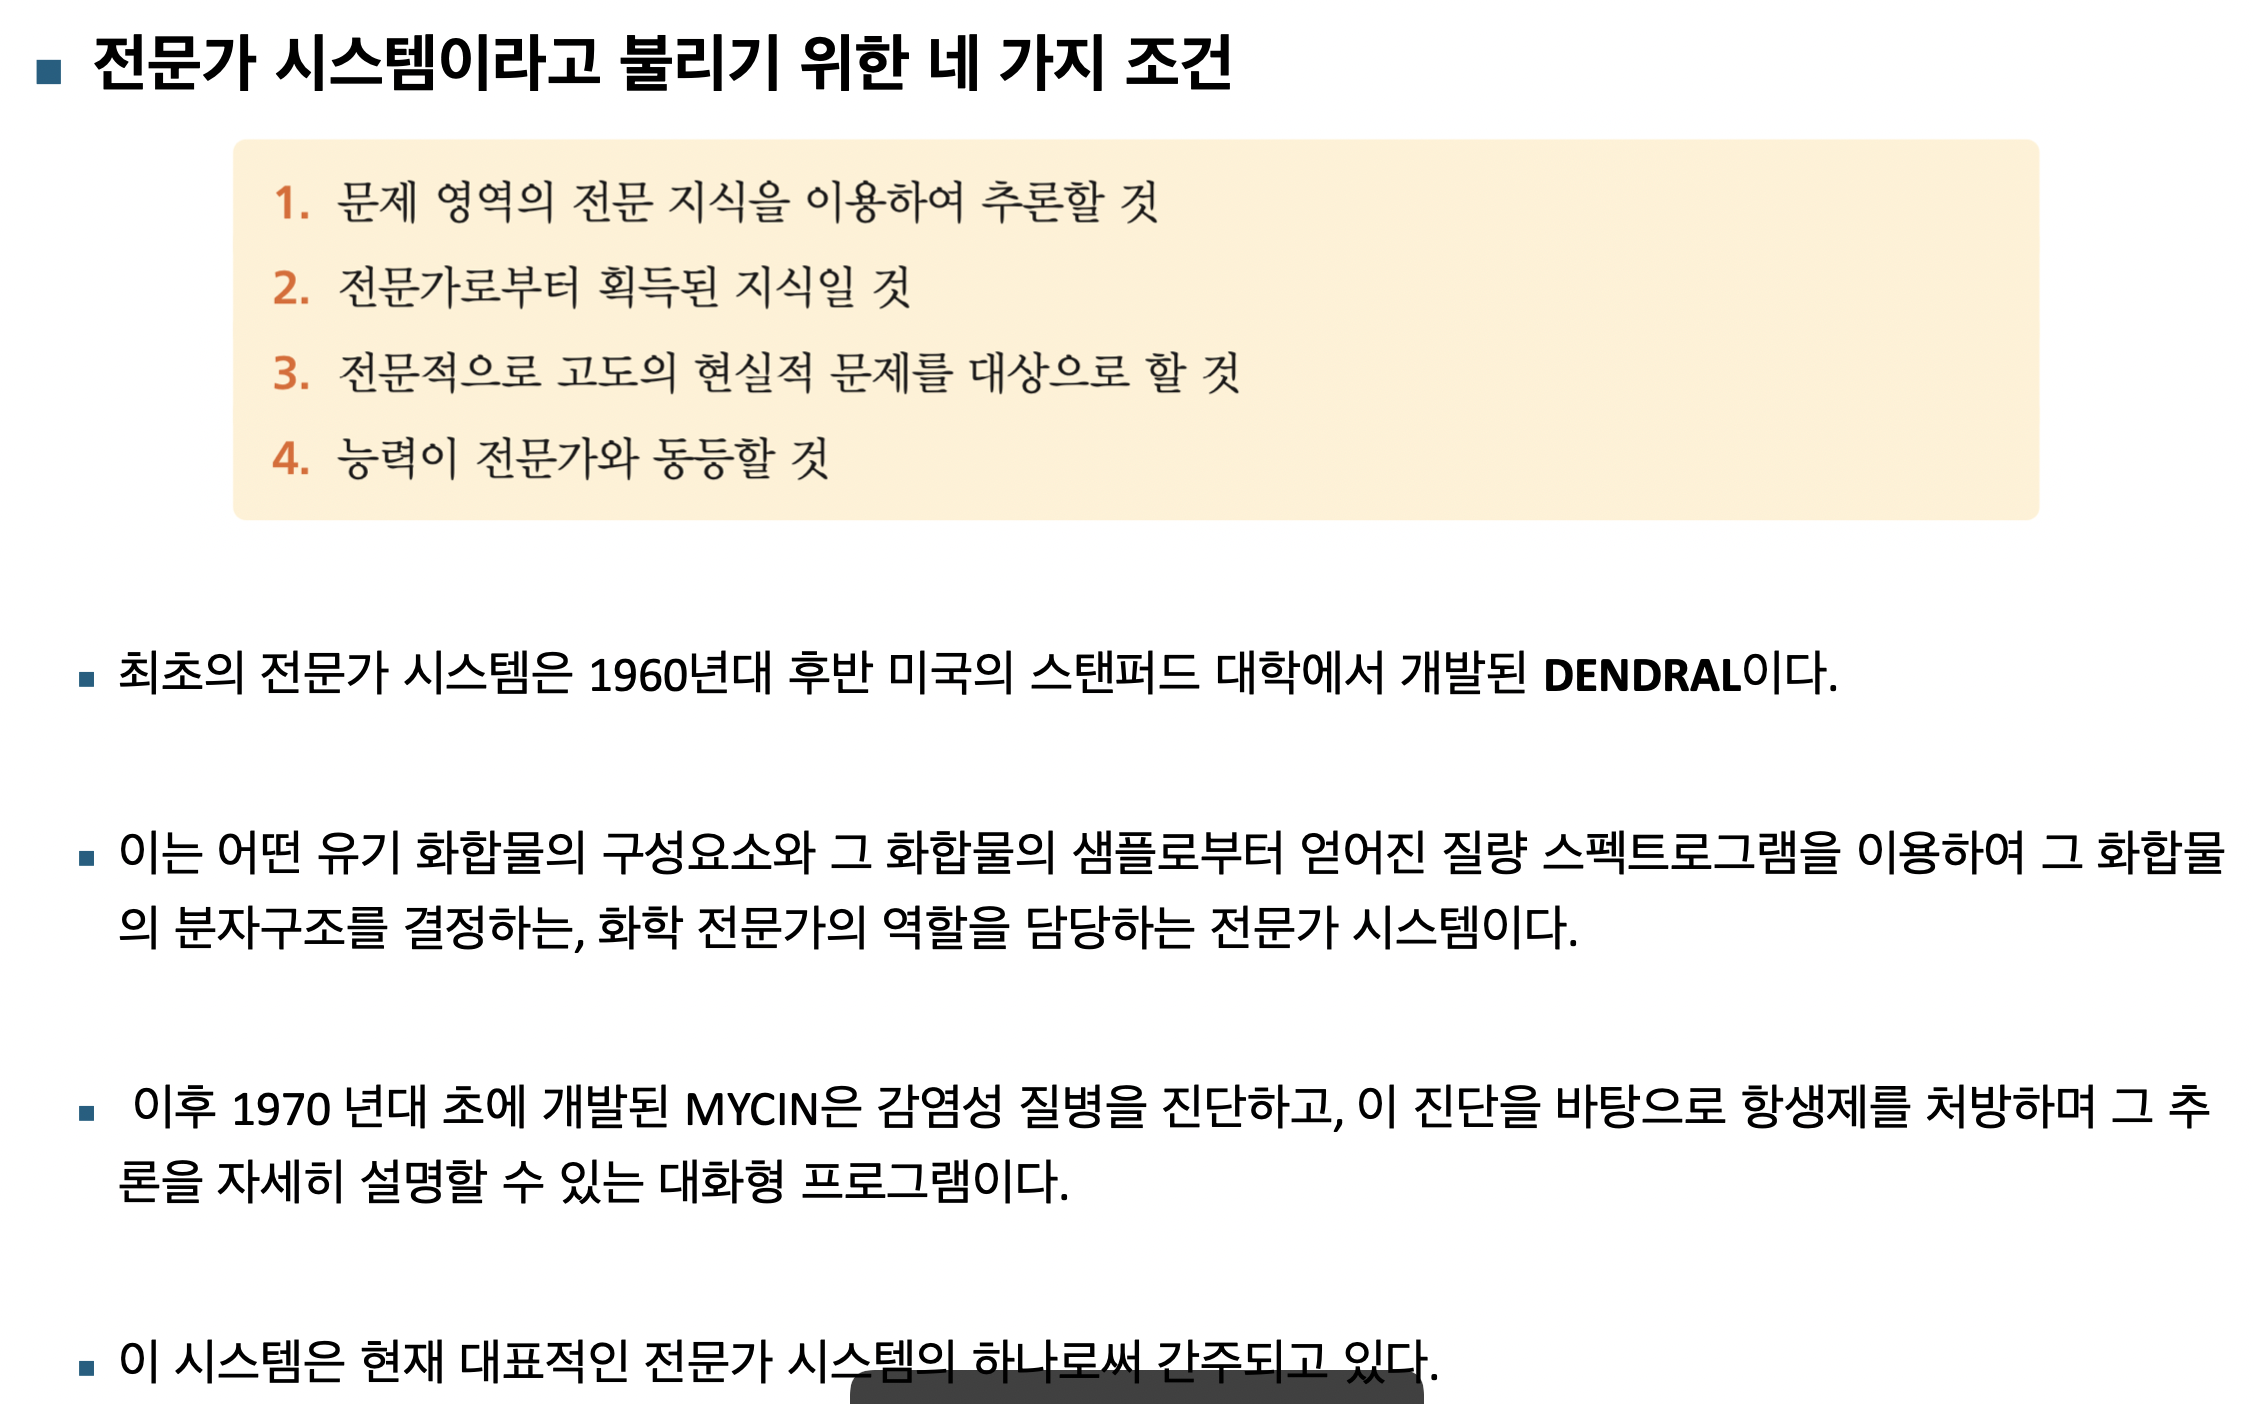 전문가 시스템이라고 불리기 위한 네 가지 조건
1. 문제 영역의 전문 지식을 이용하여 추론할 것
2. 전문가로부터 획득된 지식일 것
3. 전문적으로 고도의 현실적 문제를 대상으로 할 것
4. 능력이 전문가와 동등할 것
최초의 전문가 시스템은 1960년대 후반 미국의 스탠퍼드 대학에서 개발된 DENDRAL이다.
이는 어떤 유기 화합물의 구성요소와 그 화합물의 샘플로부터 얻어진 질량 스펙트로그램을 이용하여 그 화합물
의 분자구조를 결정하는, 화학 전문가의 역할을 담당하는 전문가 시스템이다.
이후 1970 년대 초에 개발된 MYCIN은 감염성 질병을 진단하고, 이 진단을 바탕으로 항생제를 처방하며 그 추
론을 자세히 설명할 수 있는 대화형 프로그램이다.
이 시스템은 현재 대표적인 전문가 시스템의 하나로써 간주되고 있다.